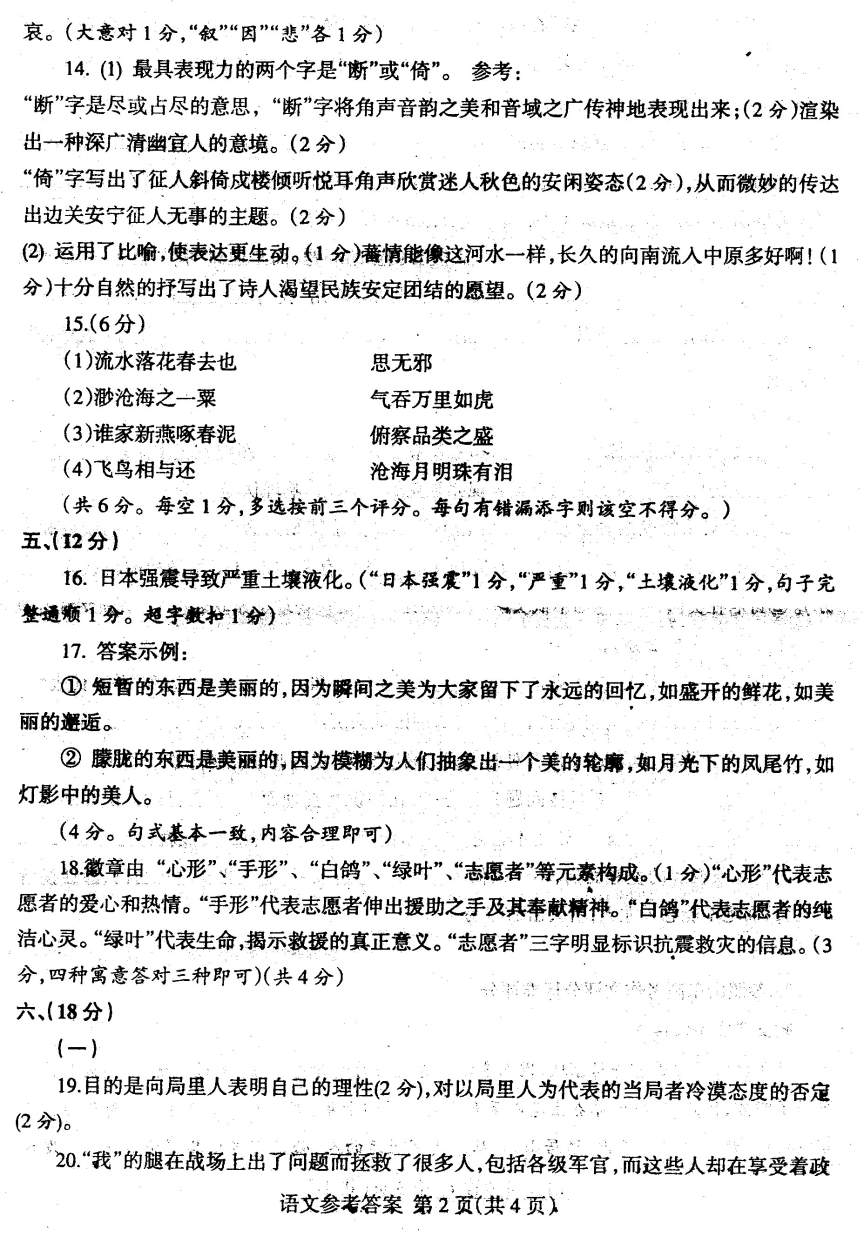 哀。(大意对1分,“叙”“因”“悲”各1分)
14. (1) 最具表现力的两个字是“断”或“倚”。 参考:
“断”字是尽或占尽的意思，“断”字将角声音韵之美和音域之广传神地表现出来;(2分)渲染
出一种深广清幽宜人的意境。(2分)
“倚”字写出了征人斜倚戍楼倾听悦耳角声欣赏迷人秋色的安闲姿态(2分),从而微妙的传达
出边关安宁征人无事的主题。(2分)
(2) 运用了比喻,使表达更生动。(1分)蕃情能像这河水一样,长久的向南流入中原多好啊!(1
分)十分自然的抒写出了诗人渴望民族安定团结的愿望。(2分)
15.(6分)
(1)流水落花春去也 思无邪
(2)渺沧海之一粟 气吞万里如虎
(3)谁家新燕啄春泥 俯察品类之盛
(4)飞鸟相与还 沧海月明珠有泪
(共6分。每空1分,多选按前三个评分。每句有错漏添字则该空不得分。)
五、(12分)
16. 日本强震导致严重土壤液化。(“日本强震”1分,“严重”1分,“土壤液化”1分,句子完
整通顺1分。超字数扣1分)
17. 答案示例:
① 短暂的东西是美丽的,因为瞬间之美为大家留下了永远的回忆,如盛开的鲜花,如美
丽的邂逅。
② 朦胧的东西是美丽的,因为模糊为人们抽象出一个美的轮廓,如月光下的凤尾竹,如
灯影中的美人。
(4分。句式基本一致,内容合理即可)
18.徽章由 “心形”、“手形”、“白鸽”、“绿叶”、“志愿者”等元素构成。(1分)“心形”代表志
愿者的爱心和热情。“手形”代表志愿者伸出援助之手及其奉献精神。“白鸽”代表志愿者的纯
洁心灵。“绿叶”代表生命,揭示救援的真正意义。“志愿者”三字明显标识抗震救灾的信息。(3
分,四种寓意答对三种即可)(共4分)
六、(18分)
(一)
19.目的是向局里人表明自己的理性(2分),对以局里人为代表的当局者冷漠态度的否定
(2分)。
20.“我”的腿在战场上出了问题而拯救了很多人,包括各级军官,而这些人却在享受着政
语文参考答案 第2页(共4页)